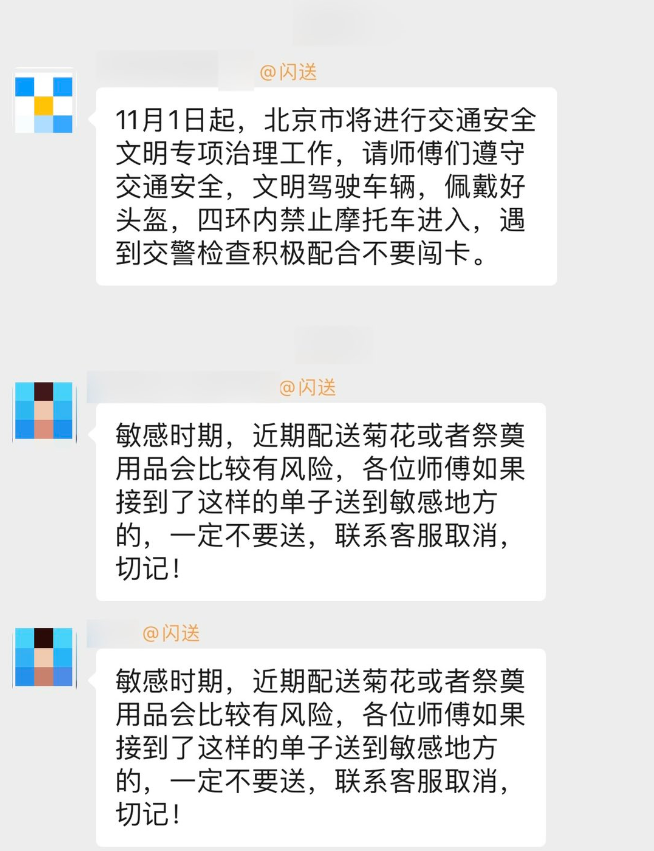 @闪送
11月1日起，北京市将进行交通安全
文明专项治理工作，请师傅们遵守
交通安全，文明驾驶车辆，佩戴好
头盔，四环内禁止摩托车进入，遇
到交警检查积极配合不要闯卡。
@闪送
敏感时期，近期配送菊花或者祭奠
用品会比较有风险，各位师傅如果
接到了这样的单子送到敏感地方
的，一定不要送，联系客服取消，
切记！
@闪送
敏感时期，近期配送菊花或者祭奠
用品会比较有风险，各位师傅如果
接到了这样的单子送到敏感地方
的，一定不要送，联系客服取消，
切记！